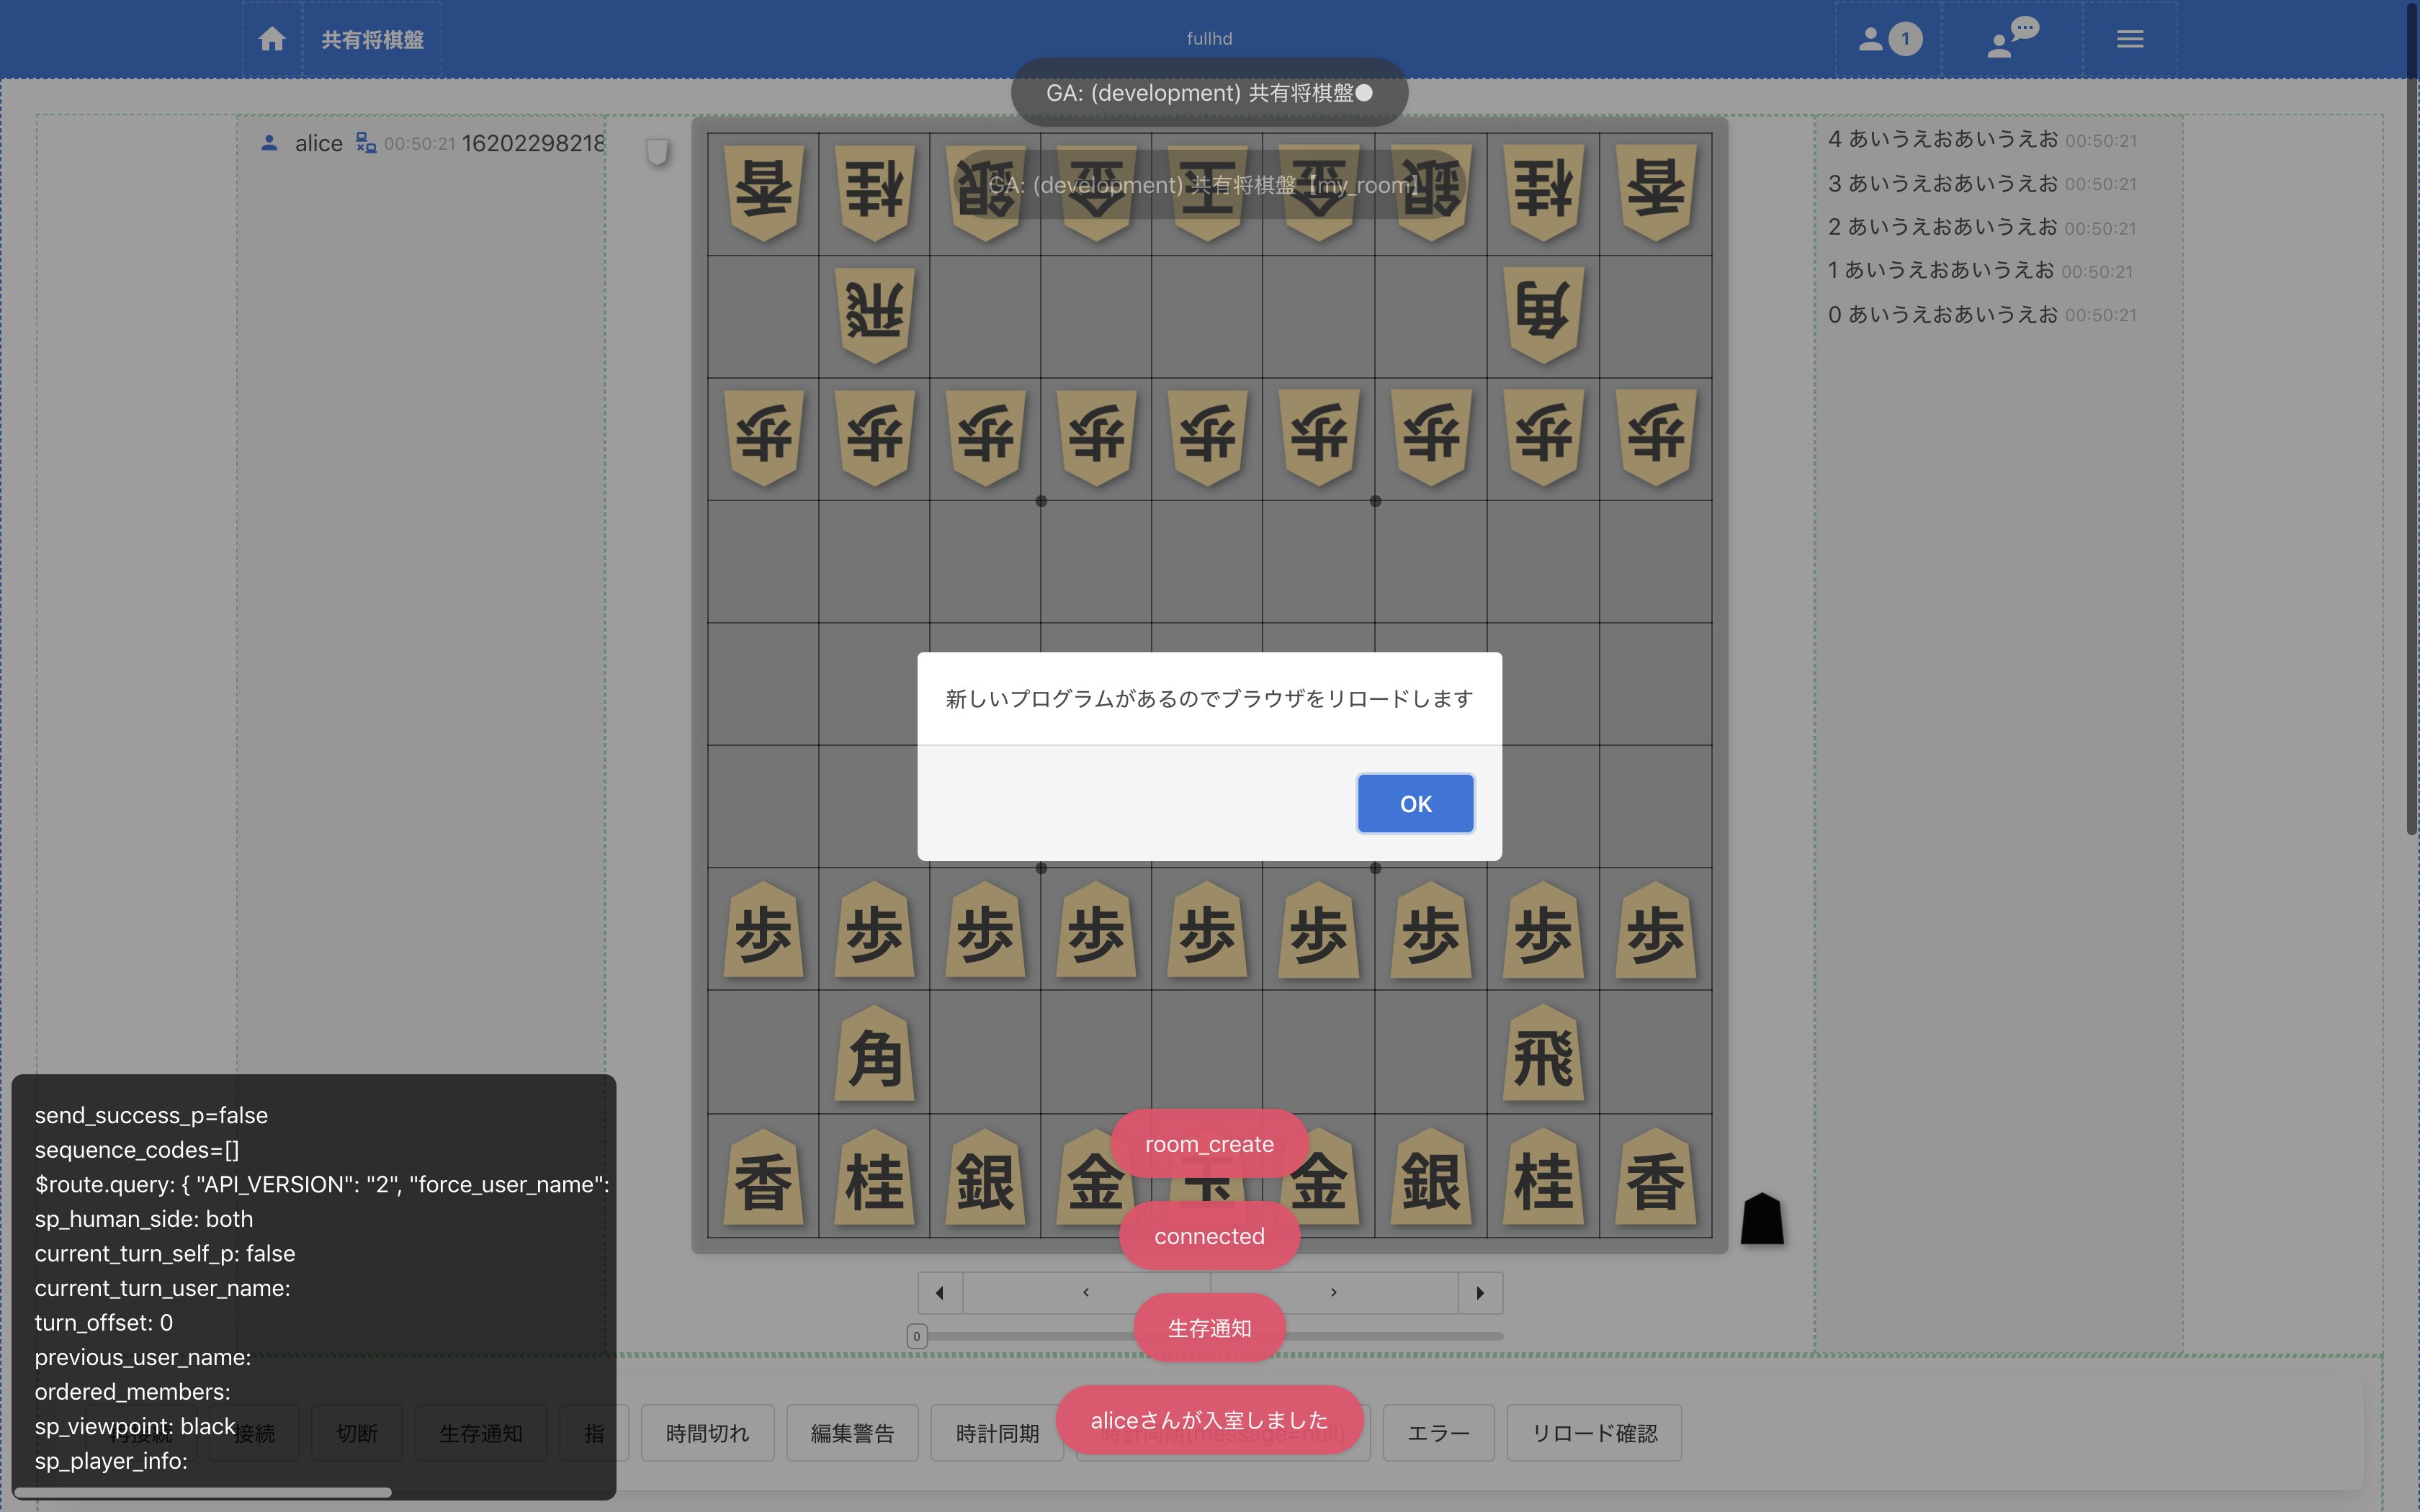 共有将棋盤
fullhd
1
GA: (development) 共有将棋盤●
GA: (development) 共有将棋盤【my_room】
alice 00:50:21 16202298218
4 あいうえおあいうえお 00:50:21
3 あいうえおあいうえお 00:50:21
2 あいうえおあいうえお 00:50:21
1 あいうえおあいうえお 00:50:21
0 あいうえおあいうえお 00:50:21
香 桂 銀 金 玉 金 銀 桂 香
飛 角
歩 歩 歩 歩 歩 歩 歩 歩 歩
新しいプログラムがあるのでブラウザをリロードします
OK
歩 歩 歩 歩 歩 歩 歩 歩 歩
角 飛
香 桂 銀 金 玉 金 銀 桂 香
room_create
connected
生存通知
aliceさんが入室しました
0
send_success_p=false
sequence_codes=[]
$route.query: { "API_VERSION": "2", "force_user_name":
sp_human_side: both
current_turn_self_p: false
current_turn_user_name:
turn_offset: 0
previous_user_name:
ordered_members:
sp_viewpoint: black
sp_player_info:
接続 切断 生存通知 指 時間切れ 編集警告 時計同期 エラー リロード確認